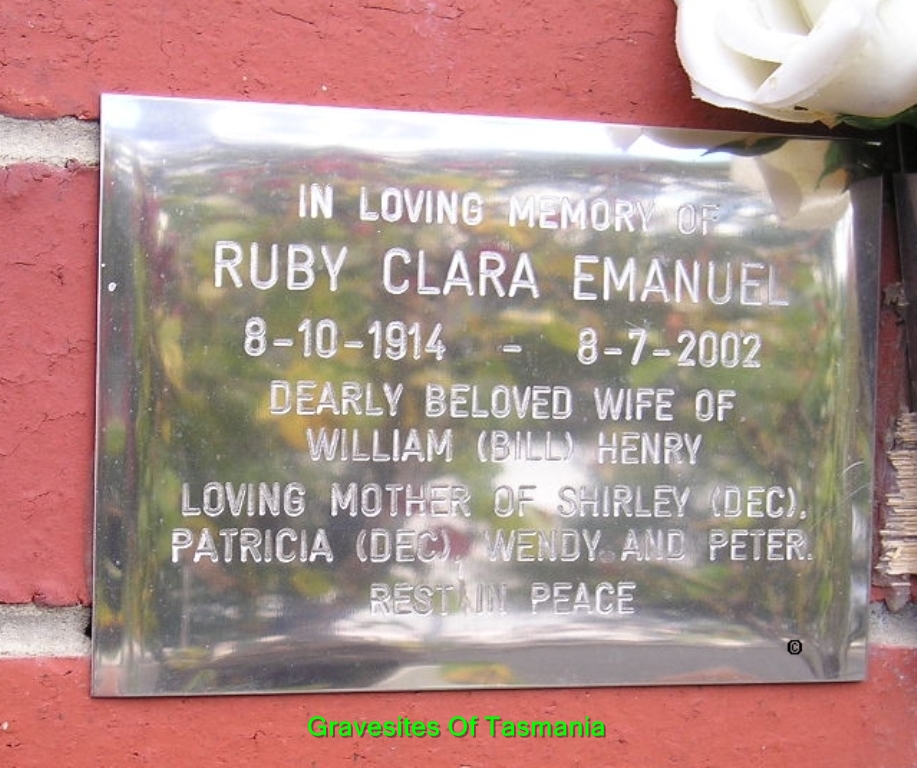 IN LOVING MEMORY OF
RUBY CLARA EMANUEL
8-10-1914 - 8-7-2002
DEARLY BELOVED WIFE OF
WILLIAM (BILL) HENRY
LOVING MOTHER OF SHIRLEY (DEC),
PATRICIA (DEC), WENDY AND PETER.
REST IN PEACE
©
Gravesites Of Tasmania